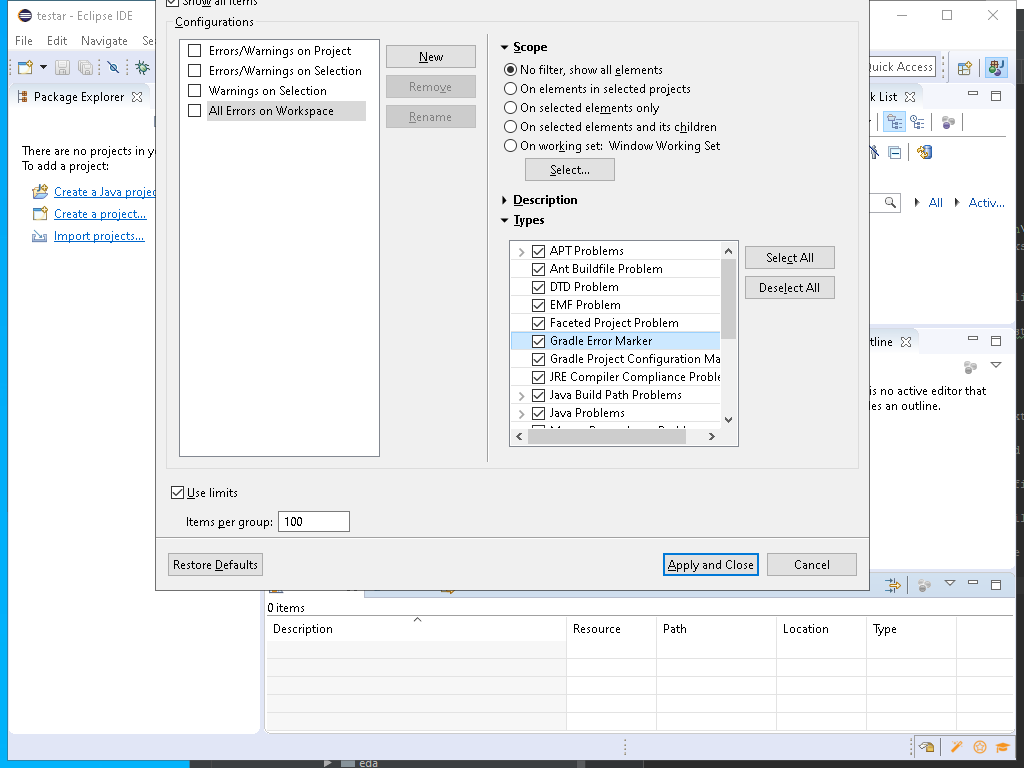 testar - Eclipse IDE
Show all items
File Edit Navigate
Configurations
Errors/Warnings on Project
Errors/Warnings on Selection
Warnings on Selection
All Errors on Workspace
New
Remove
Rename
Scope
No filter, show all elements
On elements in selected projects
On selected elements only
On selected elements and its children
On working set: Window Working Set
Select...
Description
Types
APT Problems
Ant Buildfile Problem
DTD Problem
EMF Problem
Faceted Project Problem
Gradle Error Marker
Gradle Project Configuration Ma
JRE Compiler Compliance Proble
Java Build Path Problems
Java Problems
Select All
Deselect All
Use limits
Items per group: 100
Restore Defaults
Apply and Close
Cancel
Package Explorer
There are no projects in y
To add a project:
Create a Java projec
Create a project...
Import projects...
Quick Access
k List
All
Activ...
tline
is no active editor that
es an outline.
0 items
Description Resource Path Location Type
eda